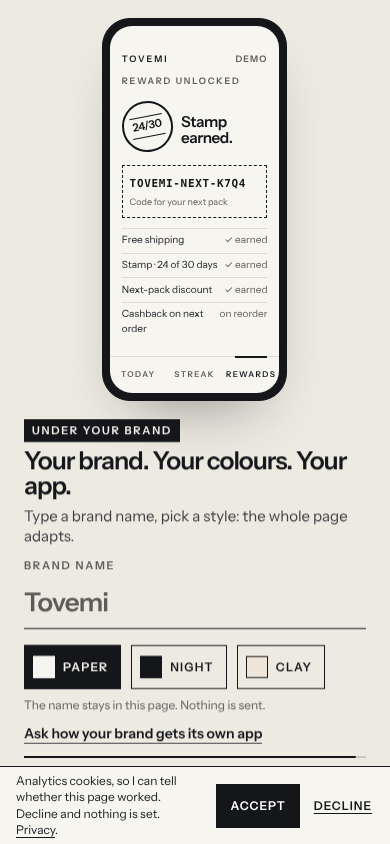 TOVEMI DEMO
REWARD UNLOCKED
24/30
Stamp
earned.
TOVEMI-NEXT-K7Q4
Code for your next pack
Free shipping ✓ earned
Stamp · 24 of 30 days ✓ earned
Next-pack discount ✓ earned
Cashback on next on reorder
order
TODAY STREAK REWARDS
UNDER YOUR BRAND
Your brand. Your colours. Your
app.
Type a brand name, pick a style: the whole page
adapts.
BRAND NAME
Tovemi
PAPER NIGHT CLAY
The name stays in this page. Nothing is sent.
Ask how your brand gets its own app
Analytics cookies, so I can tell
whether this page worked.
Decline and nothing is set.
Privacy.
ACCEPT DECLINE